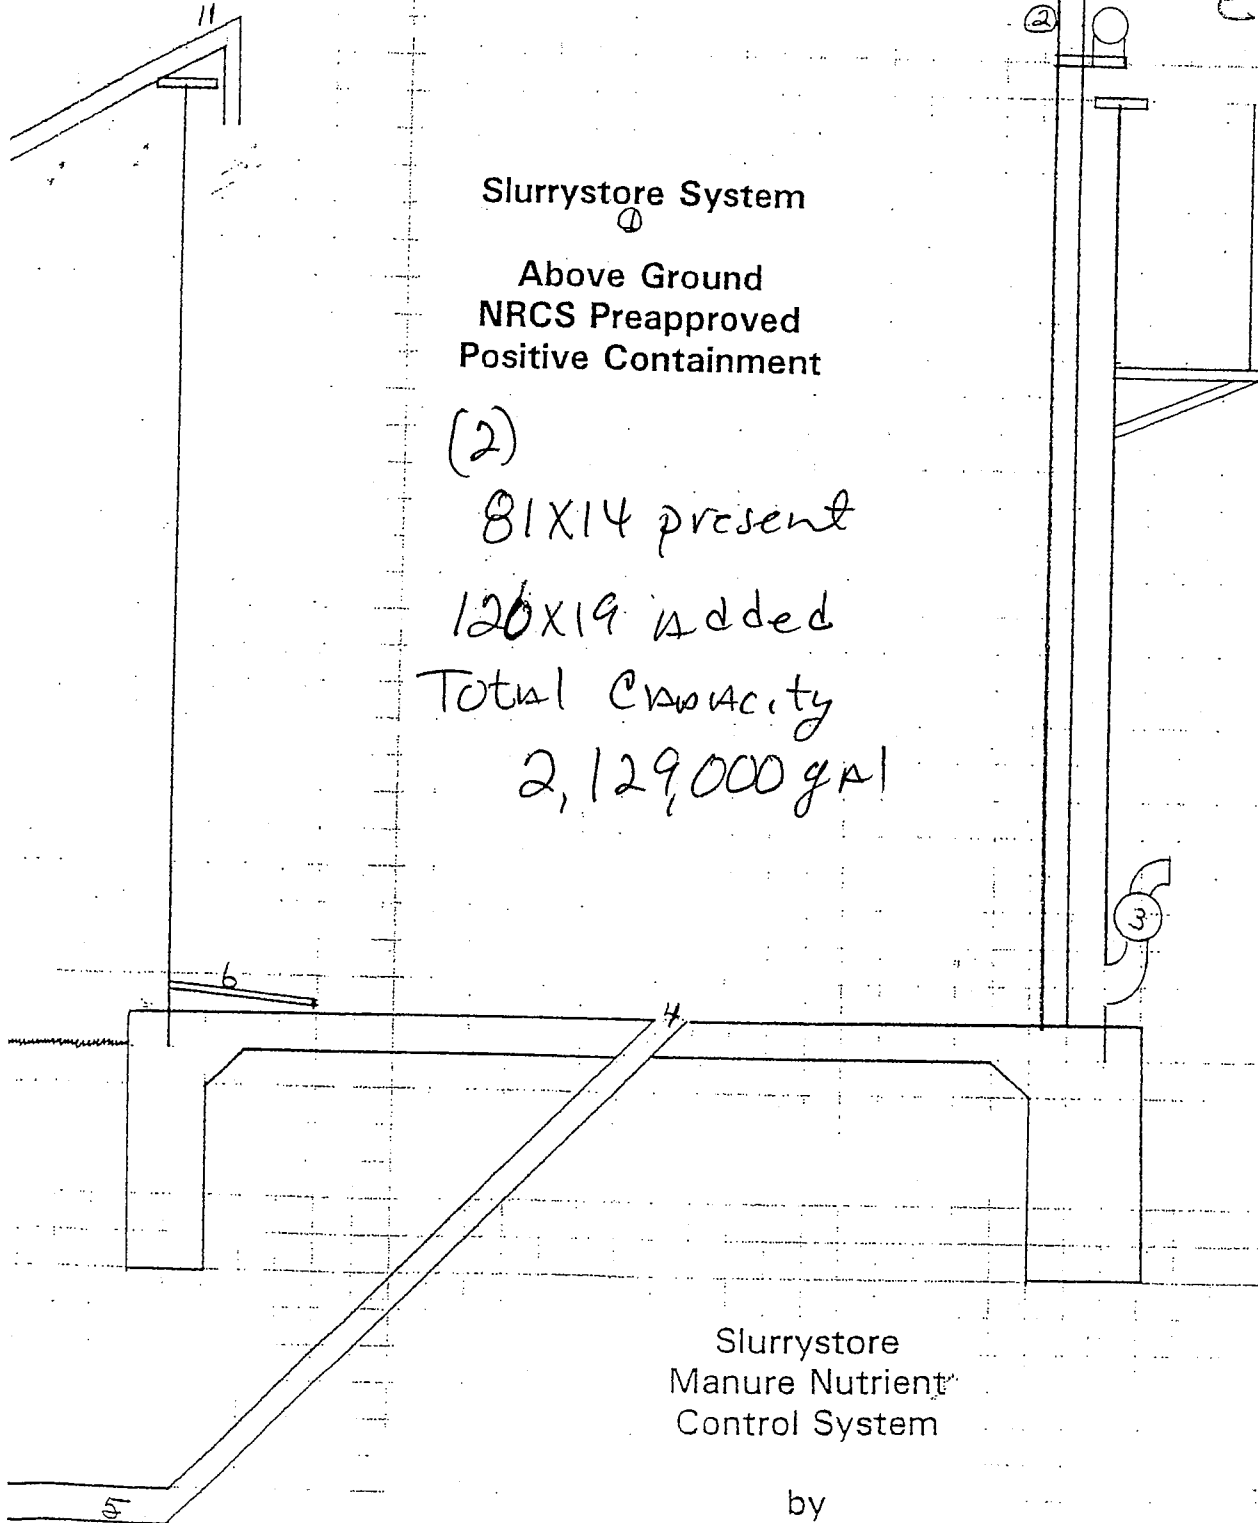 11
②
Slurrystore System
①
Above Ground
NRCS Preapproved
Positive Containment
(2)
81X14 present
120X19 added
Total Capacity
2,129,000 gal
3
6
4
5
Slurrystore
Manure Nutrient
Control System
by